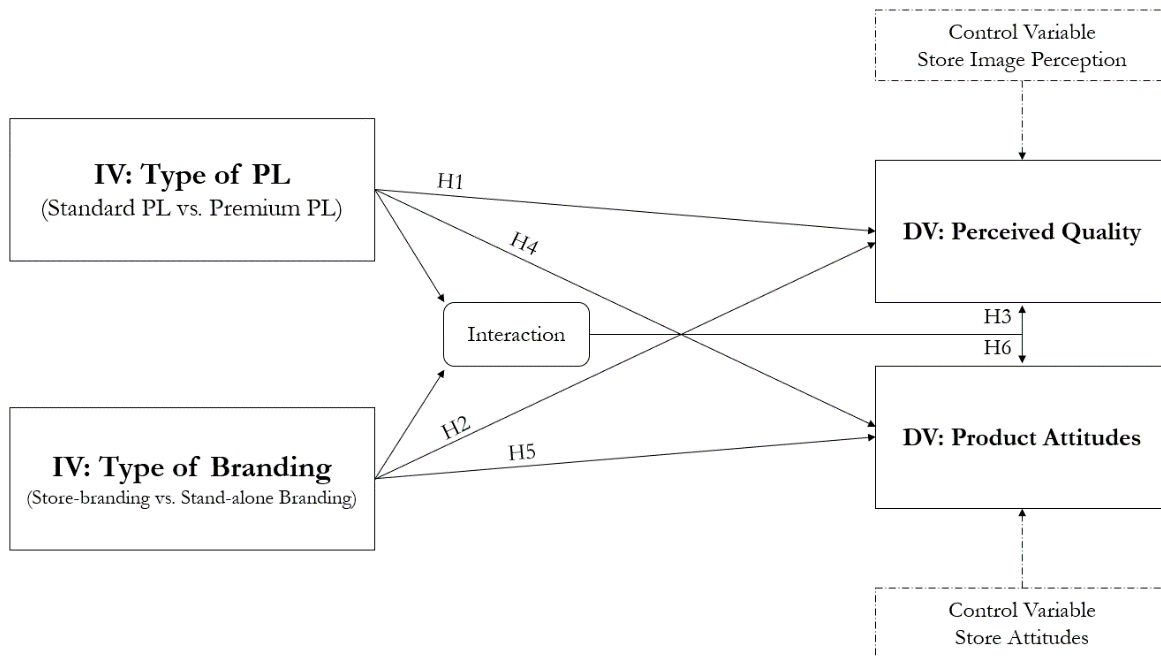 Control Variable
Store Image Perception
IV: Type of PL
(Standard PL vs. Premium PL)
H1
DV: Perceived Quality
H4
Interaction
H3
H6
H2
IV: Type of Branding
(Store-branding vs. Stand-alone Branding)
H5
DV: Product Attitudes
Control Variable
Store Attitudes